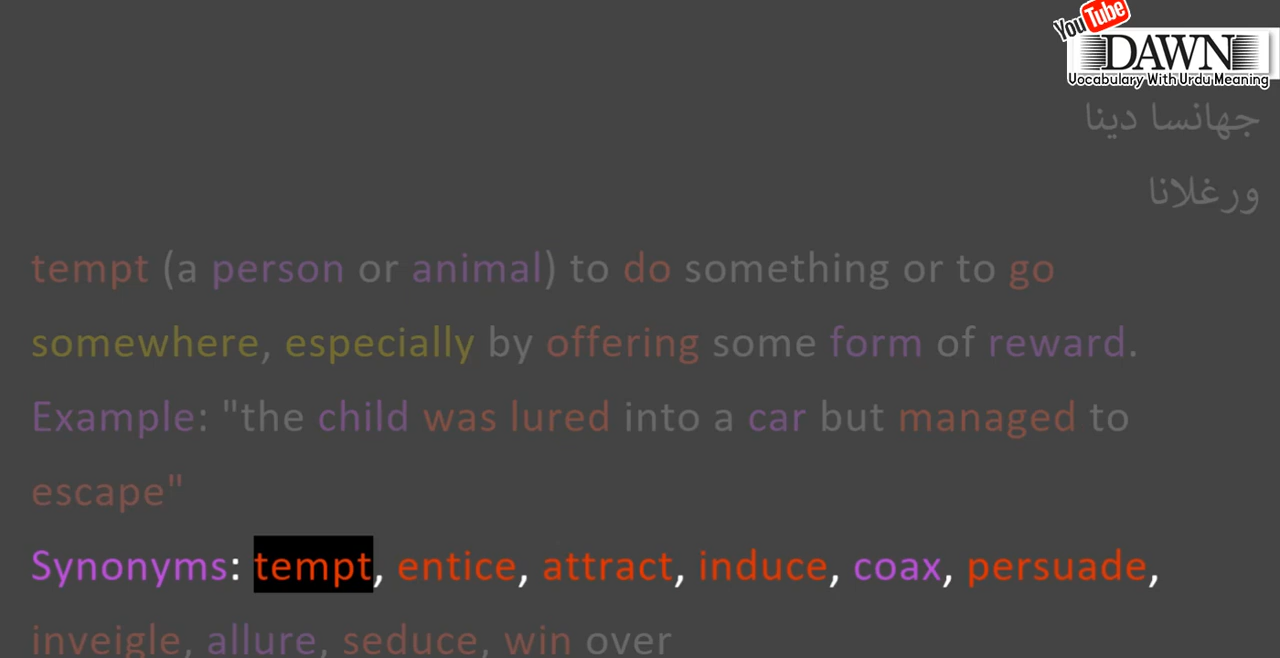 YouTube
DAWN
Vocabulary With Urdu Meaning
جھانسا دینا
ورغلانا
tempt (a person or animal) to do something or to go
somewhere, especially by offering some form of reward.
Example: "the child was lured into a car but managed to
escape"
Synonyms: tempt, entice, attract, induce, coax, persuade,
inveigle, allure, seduce, win over